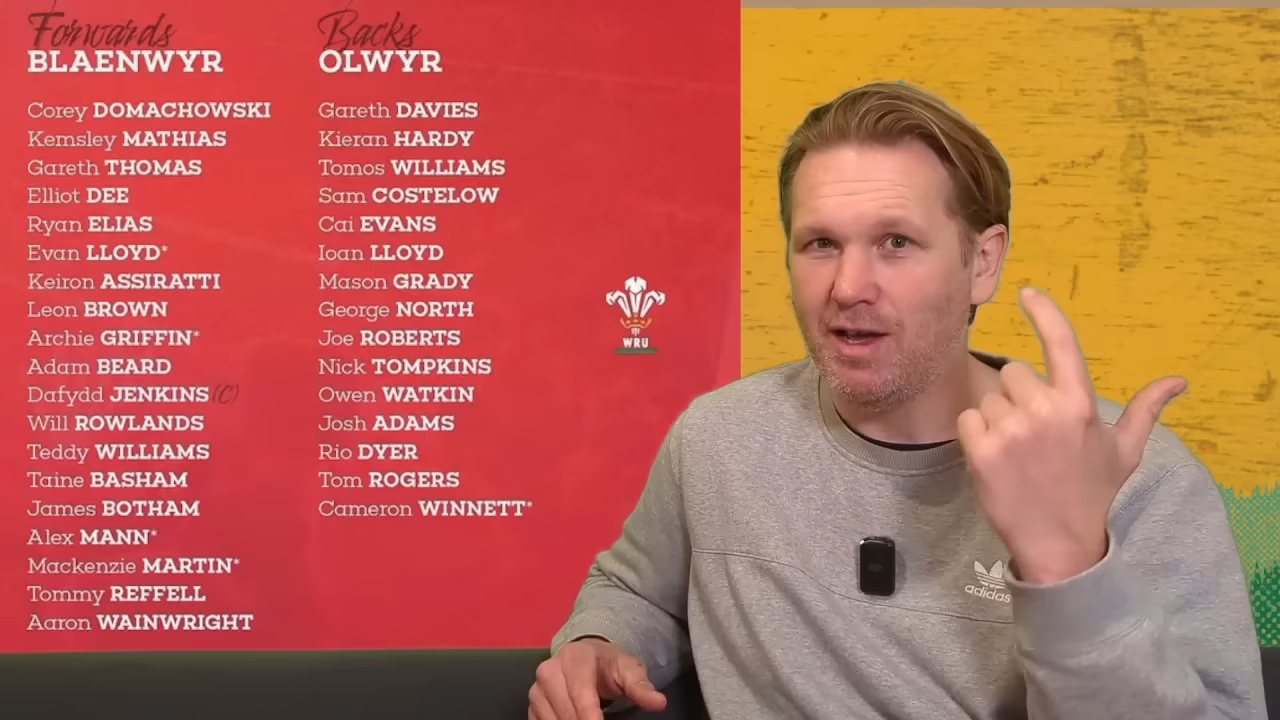 Forwards
BLAENWYR
Corey DOMACHOWSKI
Kemsley MATHIAS
Gareth THOMAS
Elliot DEE
Ryan ELIAS
Evan LLOYD*
Keiron ASSIRATTI
Leon BROWN
Archie GRIFFIN*
Adam BEARD
Dafydd JENKINS (C)
Will ROWLANDS
Teddy WILLIAMS
Taine BASHAM
James BOTHAM
Alex MANN*
Mackenzie MARTIN*
Tommy REFFELL
Aaron WAINWRIGHT
Backs
OLWYR
Gareth DAVIES
Kieran HARDY
Tomos WILLIAMS
Sam COSTELOW
Cai EVANS
Ioan LLOYD
Mason GRADY
George NORTH
Joe ROBERTS
Nick TOMPKINS
Owen WATKIN
Josh ADAMS
Rio DYER
Tom ROGERS
Cameron WINNETT*
WRU
adidas